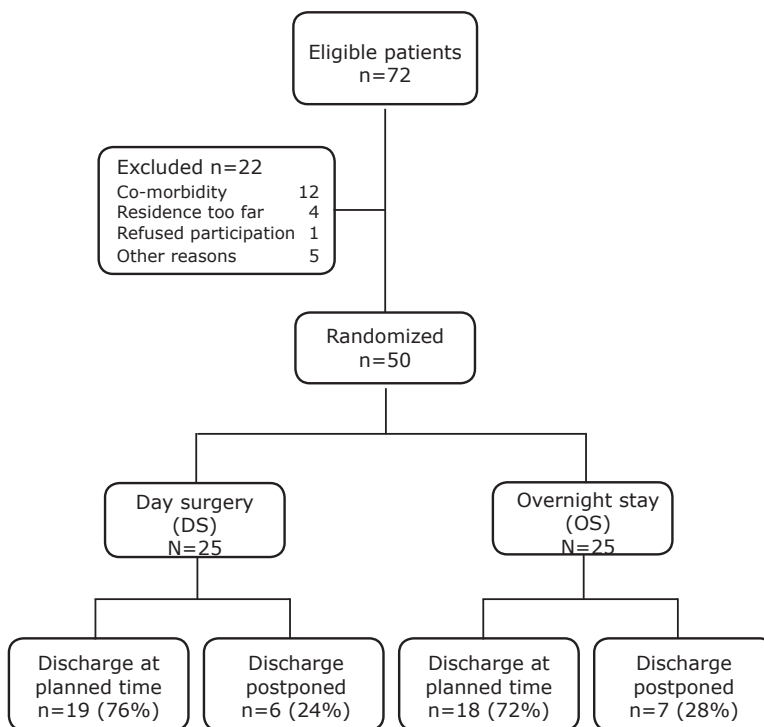 Eligible patients
n=72
Excluded n=22
Co-morbidity 12
Residence too far 4
Refused participation 1
Other reasons 5
Randomized
n=50
Day surgery
(DS)
N=25
Overnight stay
(OS)
N=25
Discharge at
planned time
n=19 (76%)
Discharge
postponed
n=6 (24%)
Discharge at
planned time
n=18 (72%)
Discharge
postponed
n=7 (28%)